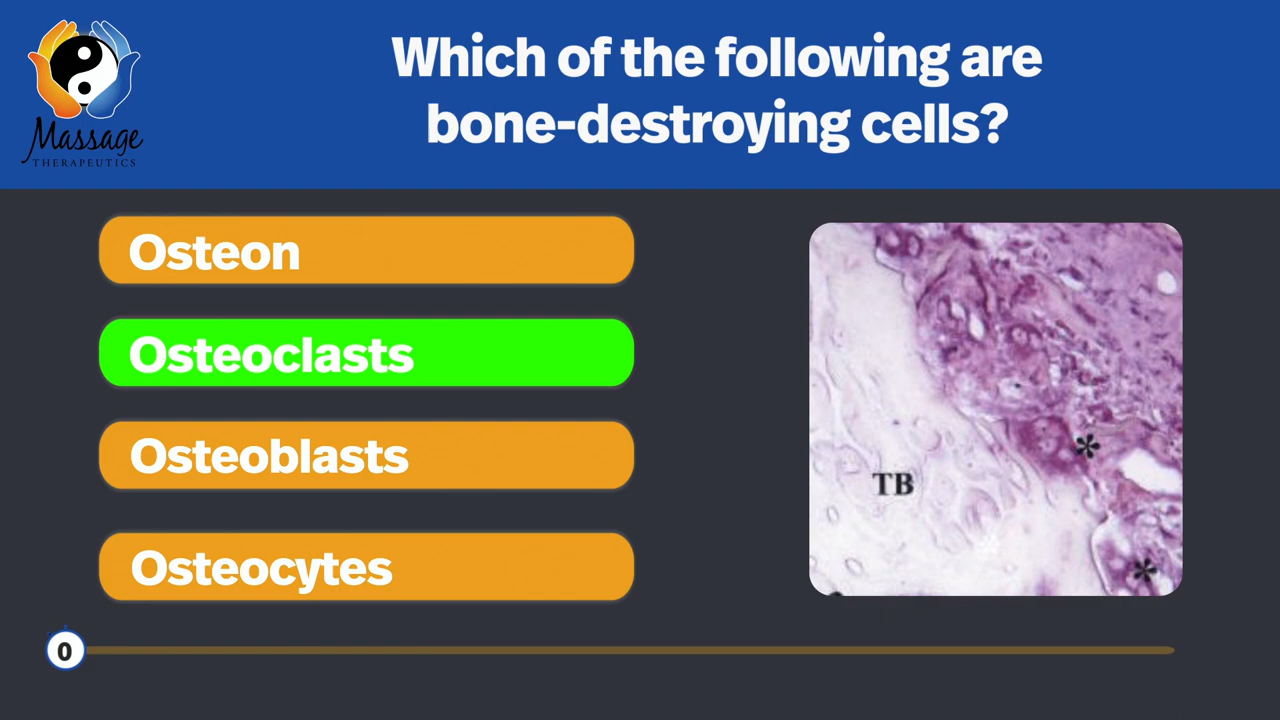 Massage
THERAPEUTICS
Which of the following are
bone-destroying cells?
Osteon
Osteoclasts
Osteoblasts
Osteocytes
TB
*
*
0